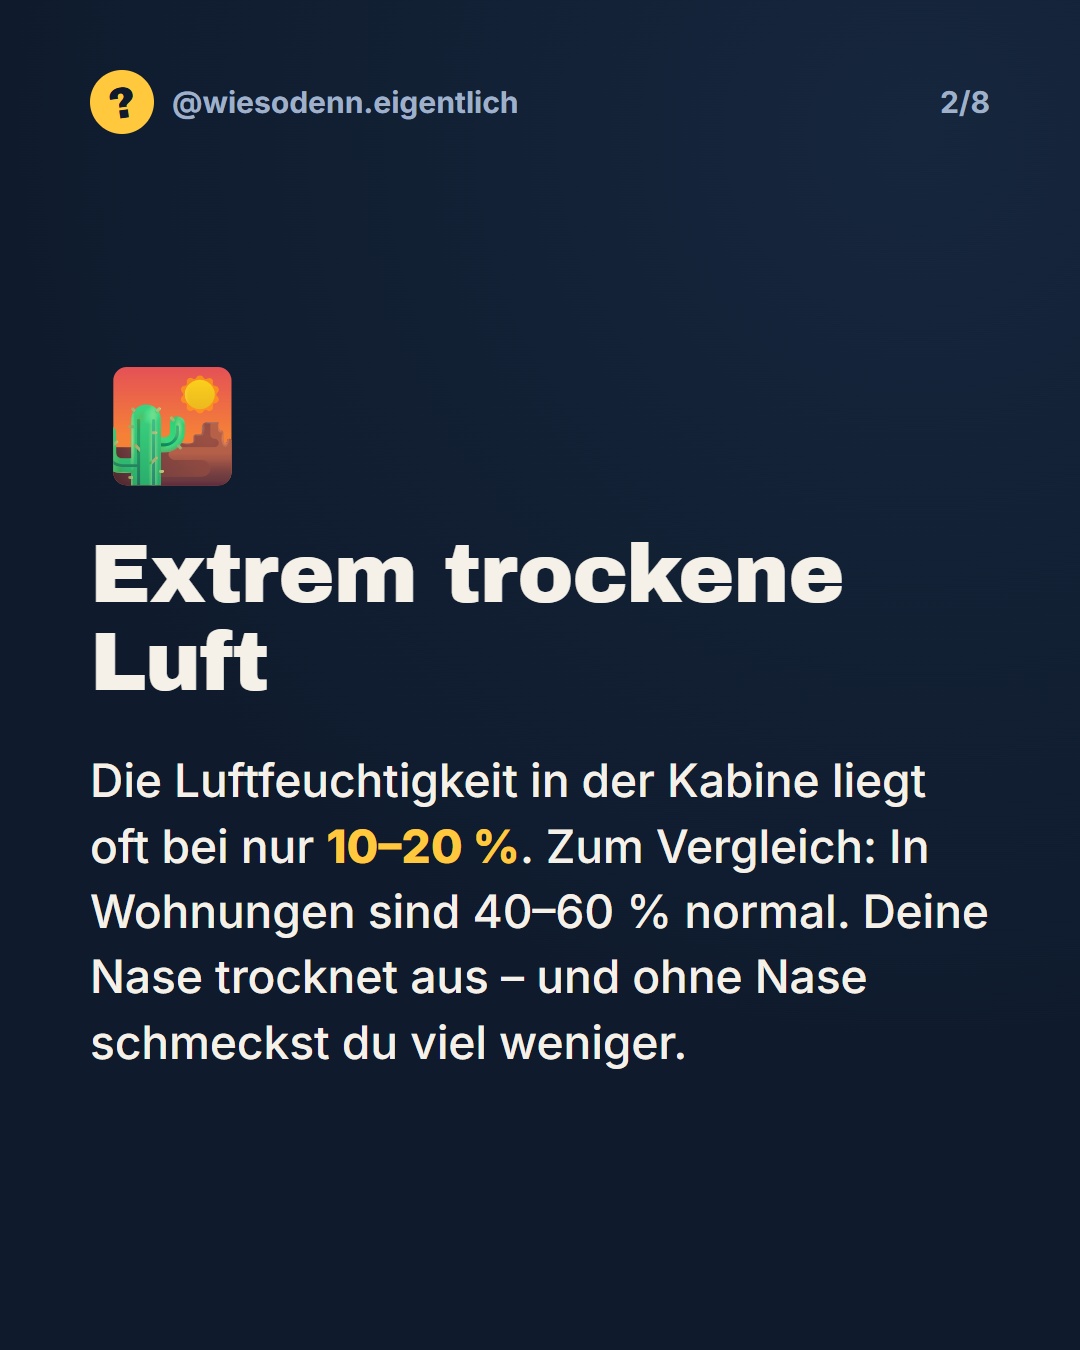 ?
@wiesodenn.eigentlich
2/8
Extrem trockene
Luft
Die Luftfeuchtigkeit in der Kabine liegt
oft bei nur 10–20 %. Zum Vergleich: In
Wohnungen sind 40–60 % normal. Deine
Nase trocknet aus – und ohne Nase
schmeckst du viel weniger.